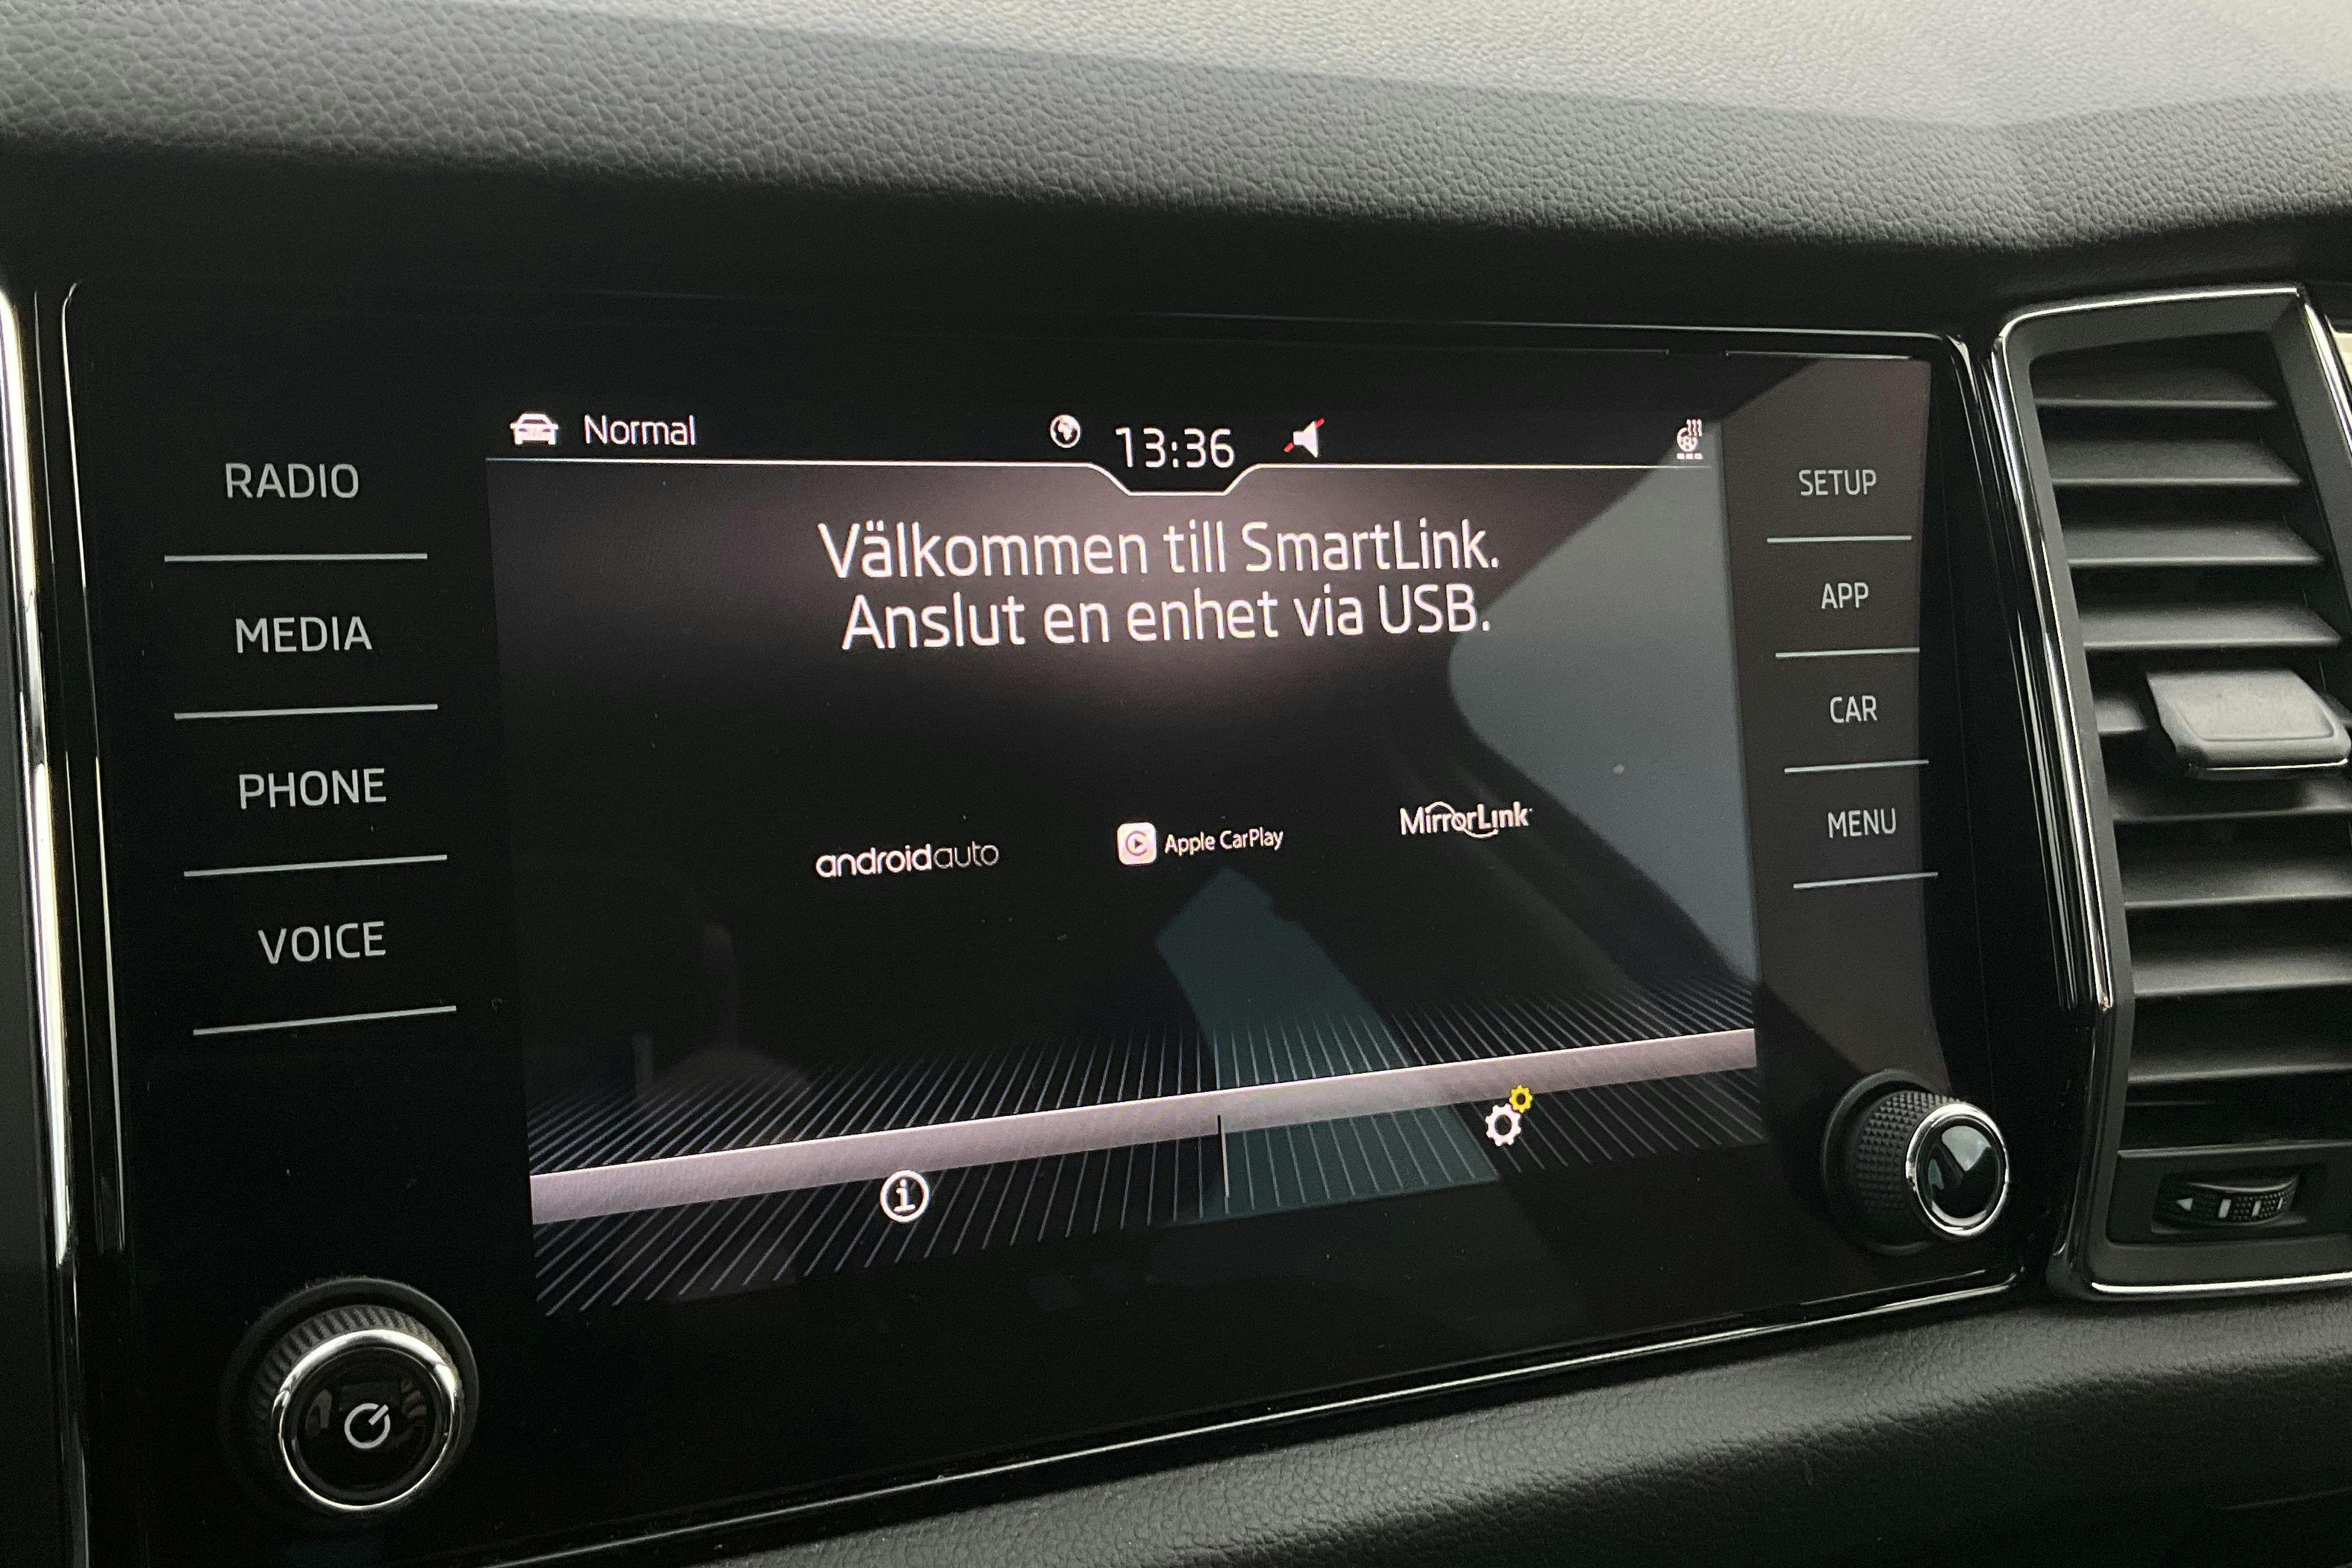 Normal
13:36
RADIO
MEDIA
PHONE
VOICE
Välkommen till SmartLink.
Anslut en enhet via USB.
androidauto
Apple CarPlay
MirrorLink
SETUP
APP
CAR
MENU